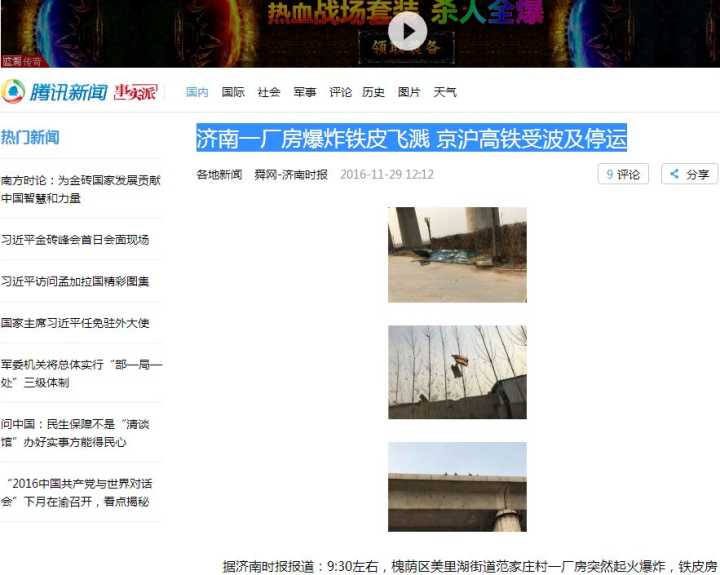 热血战场套装 杀人全爆
领取装备
蓝狐传奇
腾讯新闻 事实派 国内 国际 社会 军事 评论 历史 图片 天气
热门新闻
南方时论：为金砖国家发展贡献
中国智慧和力量
习近平金砖峰会首日会面现场
习近平访问孟加拉国精彩图集
国家主席习近平任免驻外大使
军委机关将总体实行“部—局—
处”三级体制
问中国：民生保障不是“清谈
馆”办好实事方能得民心
“2016中国共产党与世界对话
会”下月在渝召开，看点揭秘
济南一厂房爆炸铁皮飞溅 京沪高铁受波及停运
各地新闻 舜网-济南时报 2016-11-29 12:12 9 评论 分享
据济南时报报道：9:30左右，槐荫区美里湖街道范家庄村一厂房突然起火爆炸，铁皮房